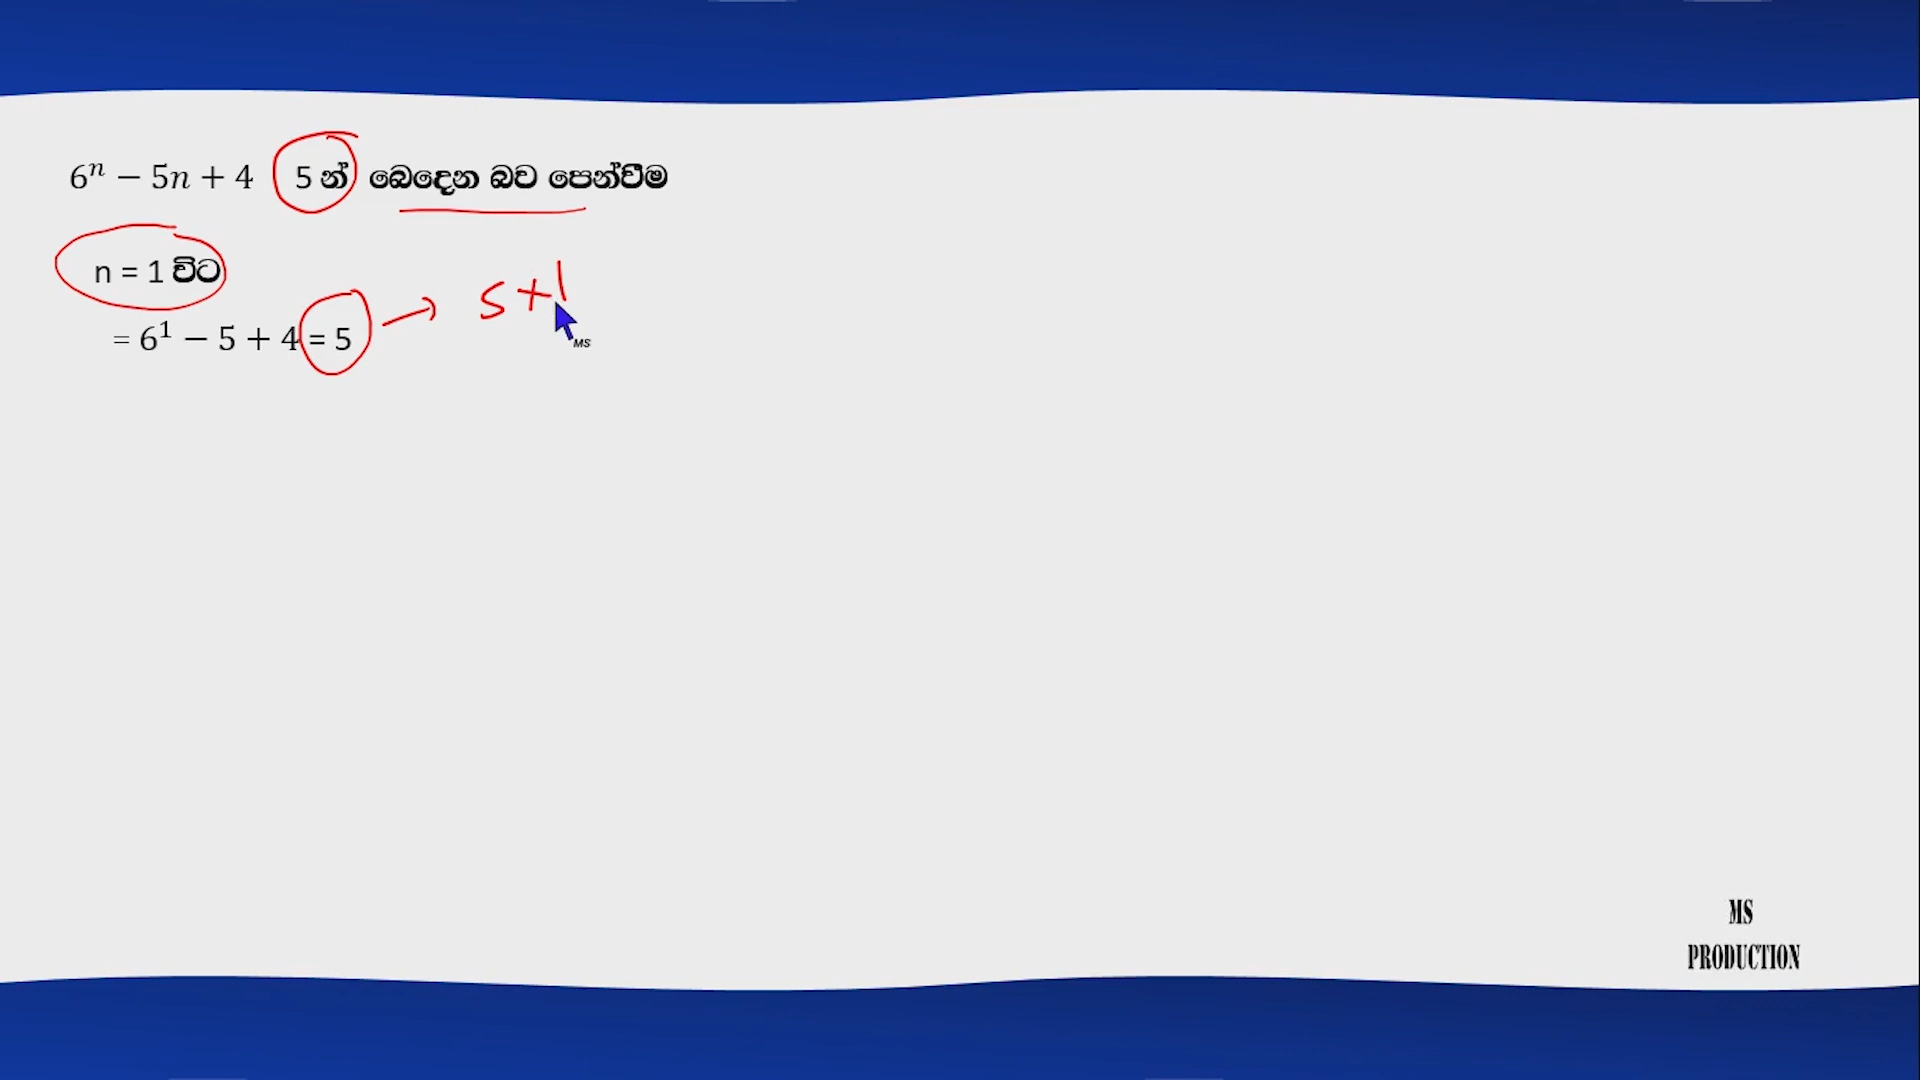 6ⁿ − 5n + 4 5 න් බෙදෙන බව පෙන්වීම
n = 1 විට
= 6¹ − 5 + 4 = 5 → 5 + 1
MS
MS
PRODUCTION